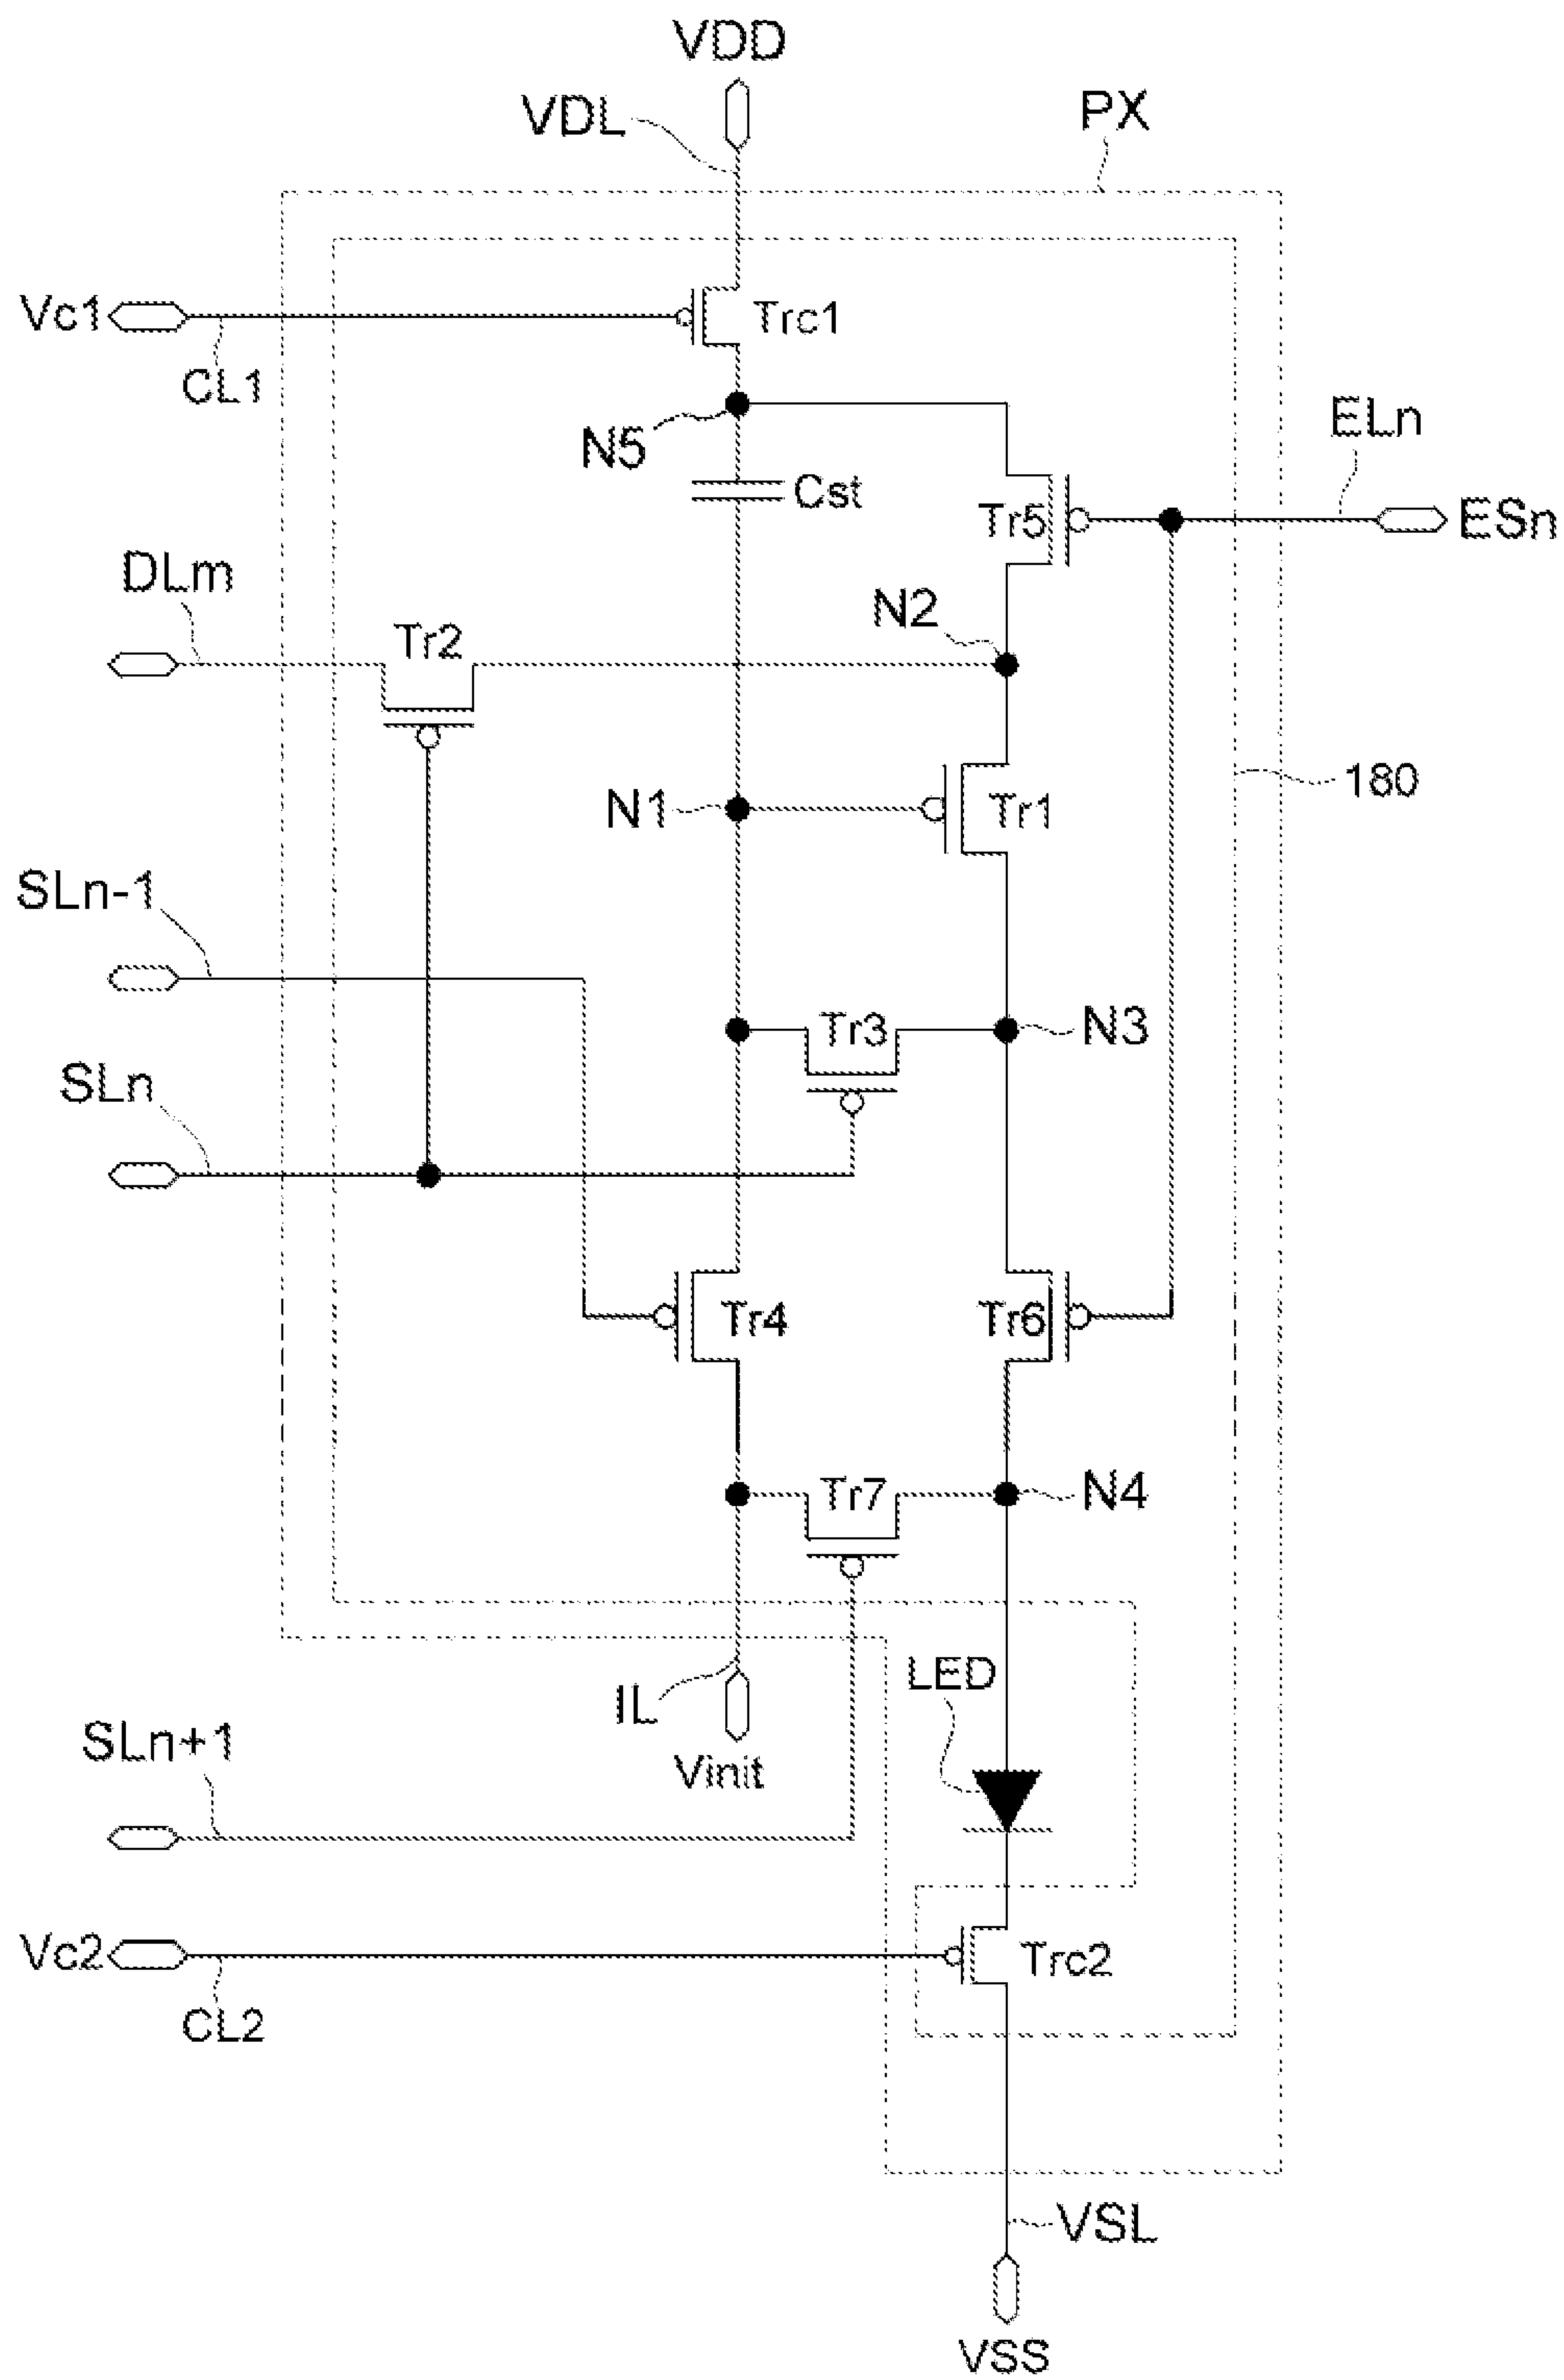 VDD
VDL
PX
Vc1
Trc1
CL1
N5
ELn
Cst
Tr5
ESn
DLm
N2
Tr2
180
N1
Tr1
SLn-1
Tr3
N3
SLn
Tr4
Tr6
Tr7
N4
LED
IL
SLn+1
Vinit
Vc2
Trc2
CL2
VSL
VSS